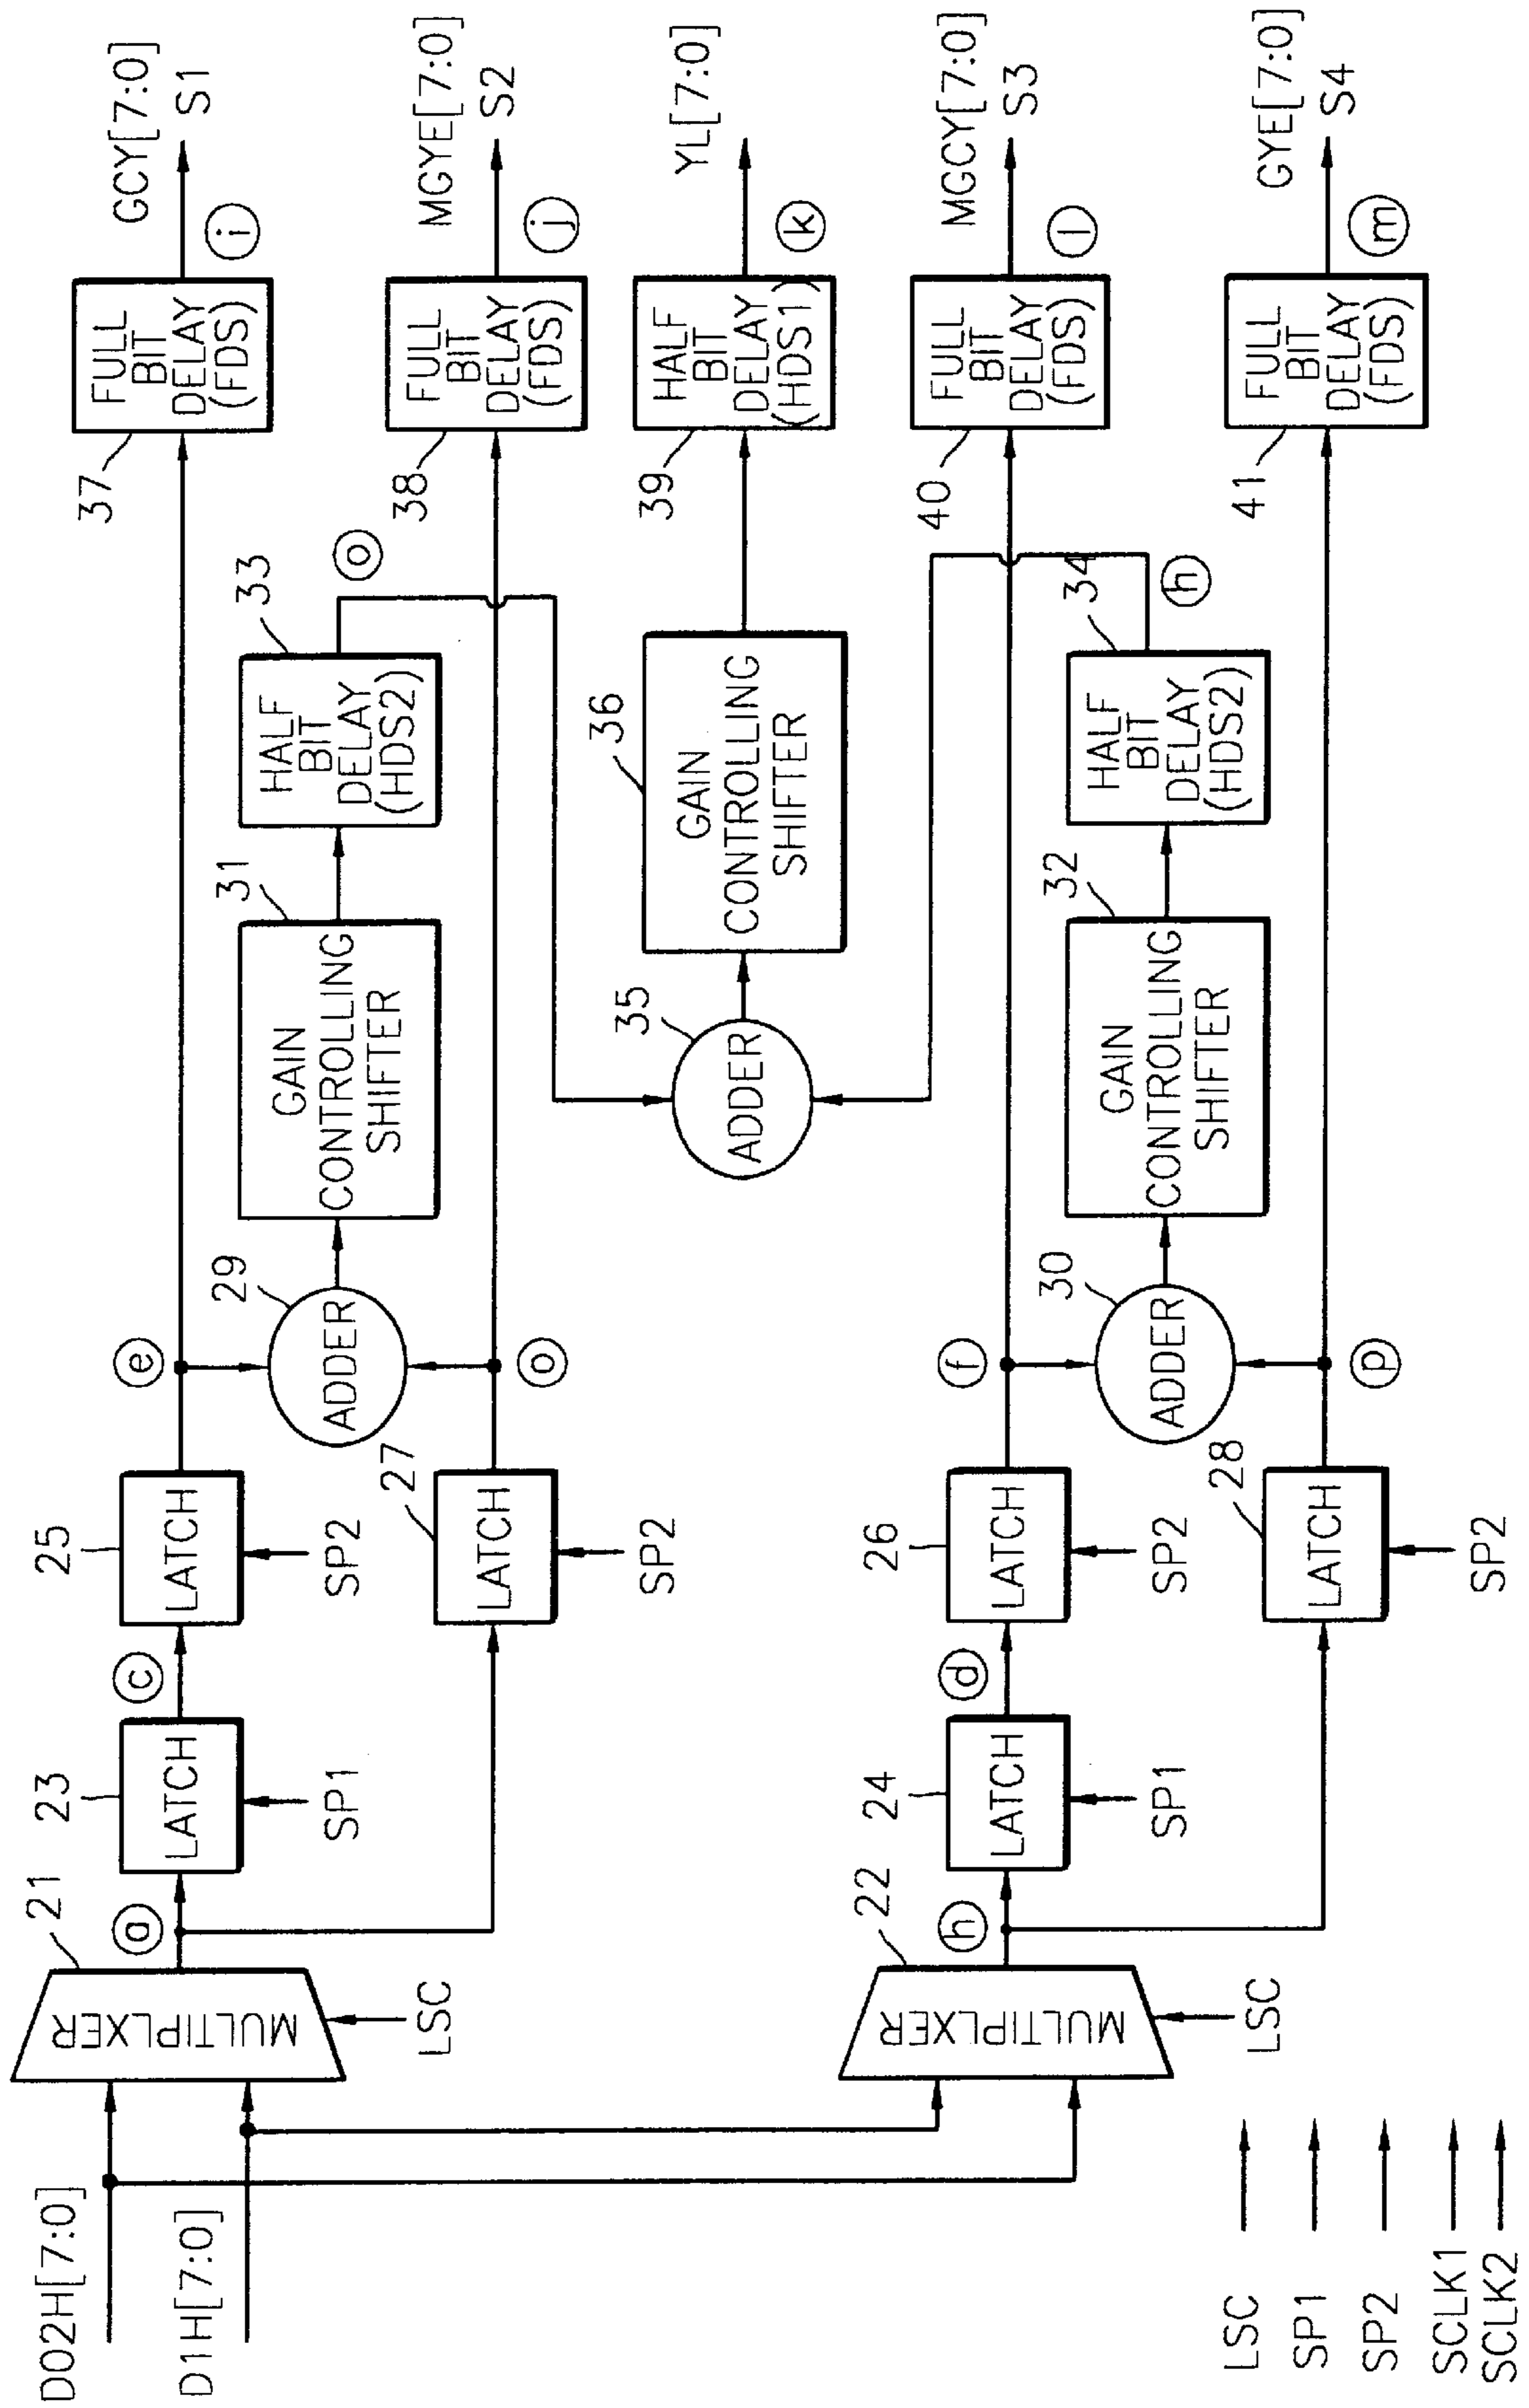 D02H[7:0]
D1H[7:0]
21
MULTIPLXER
LSC
ⓐ
23
LATCH
SP1
ⓒ
25
LATCH
SP2
27
LATCH
SP2
ⓔ
ⓞ
29
ADDER
31
GAIN
CONTROLLING
SHIFTER
33
HALF
BIT
DELAY
(HDS2)
ⓞ
37
FULL
BIT
DELAY
(FDS)
ⓘ
GCY[7:0]
S1
38
FULL
BIT
DELAY
(FDS)
ⓙ
MGYE[7:0]
S2
35
ADDER
36
GAIN
CONTROLLING
SHIFTER
39
HALF
BIT
DELAY
(HDS1)
ⓚ
YL[7:0]
22
MULTIPLXER
LSC
ⓗ
24
LATCH
SP1
ⓓ
26
LATCH
SP2
28
LATCH
SP2
ⓕ
ⓟ
30
ADDER
32
GAIN
CONTROLLING
SHIFTER
34
HALF
BIT
DELAY
(HDS2)
ⓗ
40
FULL
BIT
DELAY
(FDS)
ⓛ
MGCY[7:0]
S3
41
FULL
BIT
DELAY
(FDS)
ⓜ
GYE[7:0]
S4
LSC
SP1
SP2
SCLK1
SCLK2